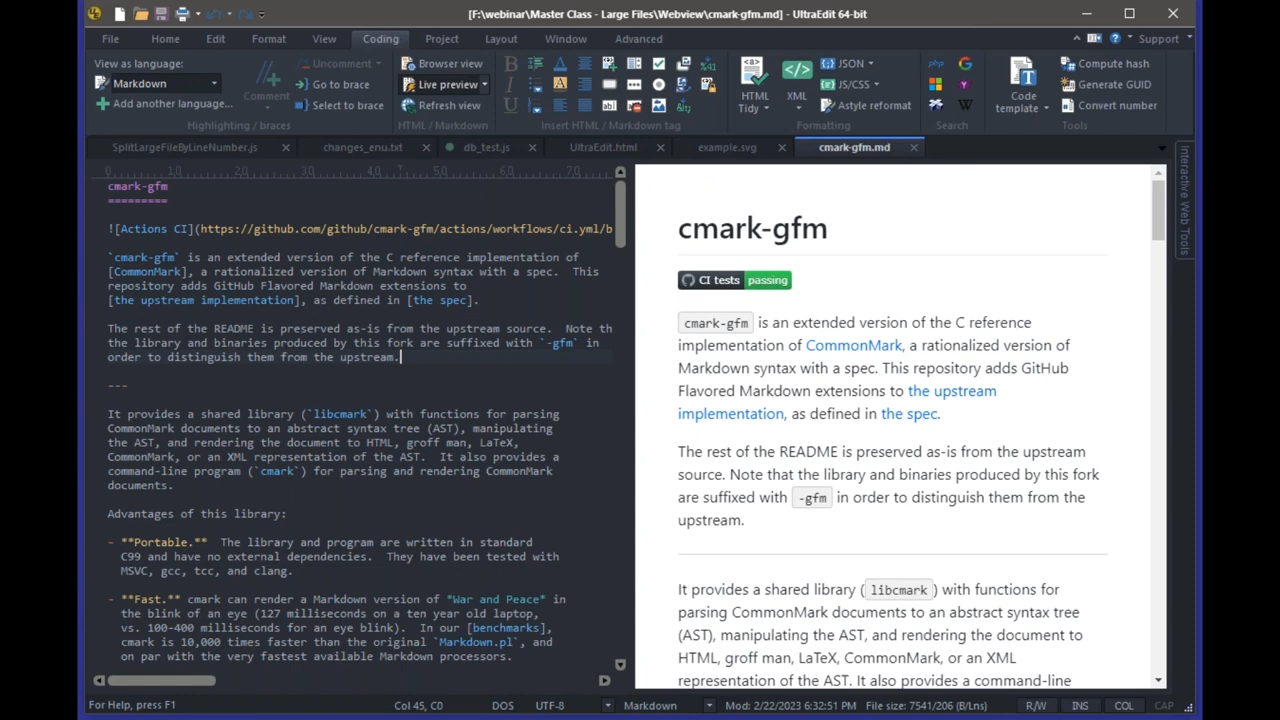 [F:\webinar\Master Class - Large Files\Webview\cmark-gfm.md] - UltraEdit 64-bit
File Home Edit Format View Coding Project Layout Window Advanced Support
View as language:
Markdown
Add another language...
Highlighting / braces
Comment
Uncomment
Go to brace
Select to brace
Browser view
Live preview
Refresh view
HTML / Markdown
B
I
U
Insert HTML / Markdown tag
HTML Tidy
XML
JSON
JS/CSS
Astyle reformat
Formatting
php
Search
Code template
Compute hash
Generate GUID
Convert number
Tools
SplitLargeFileByLineNumber.js changes_enu.txt db_test.js UltraEdit.html example.svg cmark-gfm.md
Interactive Web Tools
0 1,0 2,0 3,0 4,0 5,0 6,0 7,0
cmark-gfm
=========
![Actions CI](https://github.com/github/cmark-gfm/actions/workflows/ci.yml/b
`cmark-gfm` is an extended version of the C reference implementation of
[CommonMark], a rationalized version of Markdown syntax with a spec. This
repository adds GitHub Flavored Markdown extensions to
[the upstream implementation], as defined in [the spec].
The rest of the README is preserved as-is from the upstream source. Note th
the library and binaries produced by this fork are suffixed with `-gfm` in
order to distinguish them from the upstream.
---
It provides a shared library (`libcmark`) with functions for parsing
CommonMark documents to an abstract syntax tree (AST), manipulating
the AST, and rendering the document to HTML, groff man, LaTeX,
CommonMark, or an XML representation of the AST. It also provides a
command-line program (`cmark`) for parsing and rendering CommonMark
documents.
Advantages of this library:
- **Portable.** The library and program are written in standard
C99 and have no external dependencies. They have been tested with
MSVC, gcc, tcc, and clang.
- **Fast.** cmark can render a Markdown version of *War and Peace* in
the blink of an eye (127 milliseconds on a ten year old laptop,
vs. 100-400 milliseconds for an eye blink). In our [benchmarks],
cmark is 10,000 times faster than the original `Markdown.pl`, and
on par with the very fastest available Markdown processors.
cmark-gfm
CI tests passing
cmark-gfm is an extended version of the C reference
implementation of CommonMark, a rationalized version of
Markdown syntax with a spec. This repository adds GitHub
Flavored Markdown extensions to the upstream
implementation, as defined in the spec.
The rest of the README is preserved as-is from the upstream
source. Note that the library and binaries produced by this fork
are suffixed with -gfm in order to distinguish them from the
upstream.
It provides a shared library (libcmark) with functions for
parsing CommonMark documents to an abstract syntax tree
(AST), manipulating the AST, and rendering the document to
HTML, groff man, LaTeX, CommonMark, or an XML
representation of the AST. It also provides a command-line
For Help, press F1 Col 45, C0 DOS UTF-8 Markdown Mod: 2/22/2023 6:32:51 PM File size: 7541/206 (B/Lns) R/W INS COL CAP